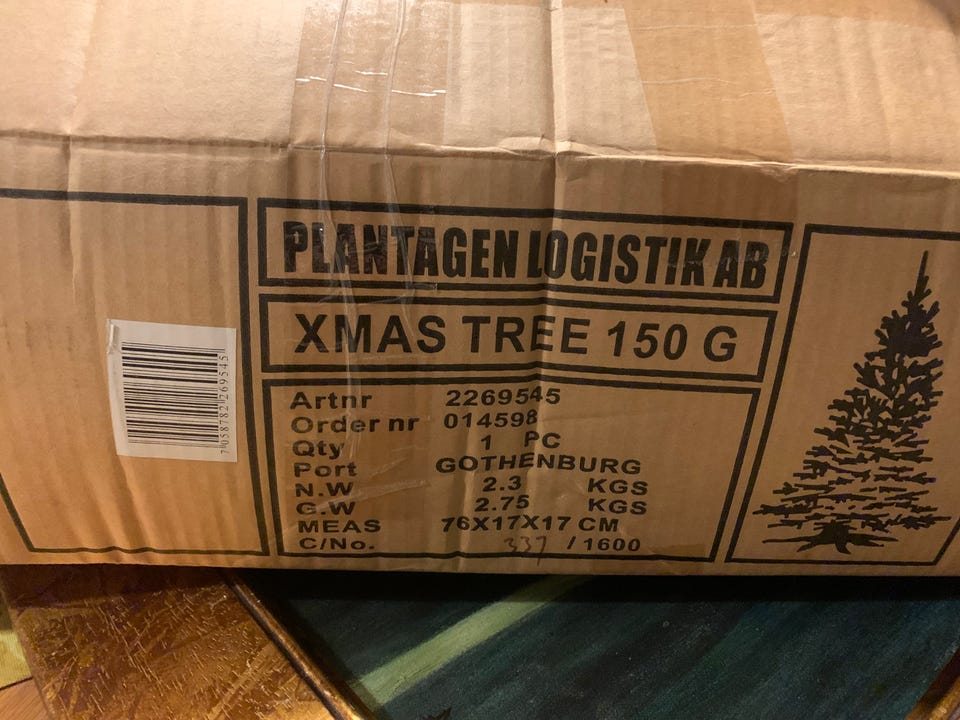 PLANTAGEN LOGISTIK AB
XMAS TREE 150 G
7058782269545
Artnr 2269545
Order nr 014598
Qty 1 PC
Port GOTHENBURG
N.W 2.3 KGS
G.W 2.75 KGS
MEAS 76X17X17 CM
C/No. 337 /1600